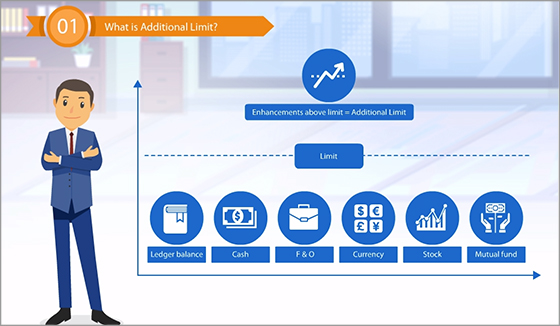 01
What is Additional Limit?
Enhancements above limit = Additional Limit
Limit
Ledger balance
Cash
F & O
Currency
Stock
Mutual fund